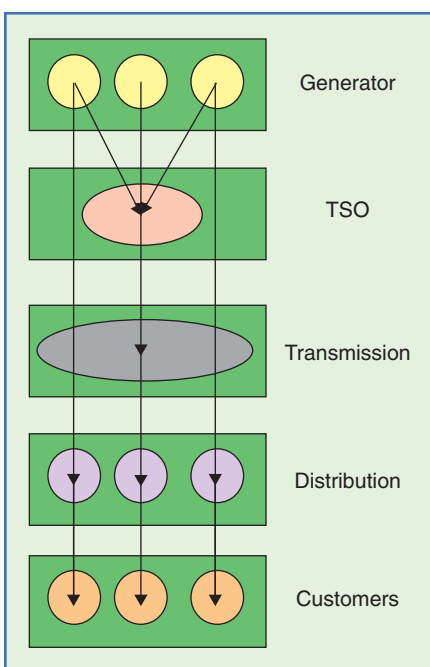 Generator
TSO
Transmission
Distribution
Customers